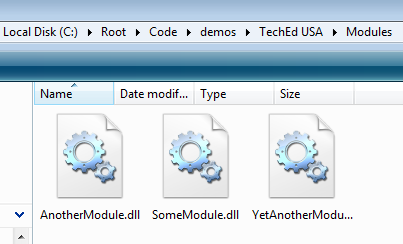 Local Disk (C:) ▸ Root ▸ Code ▸ demos ▸ TechEd USA ▸ Modules
Name Date modif... Type Size
AnotherModule.dll SomeModule.dll YetAnotherModu...